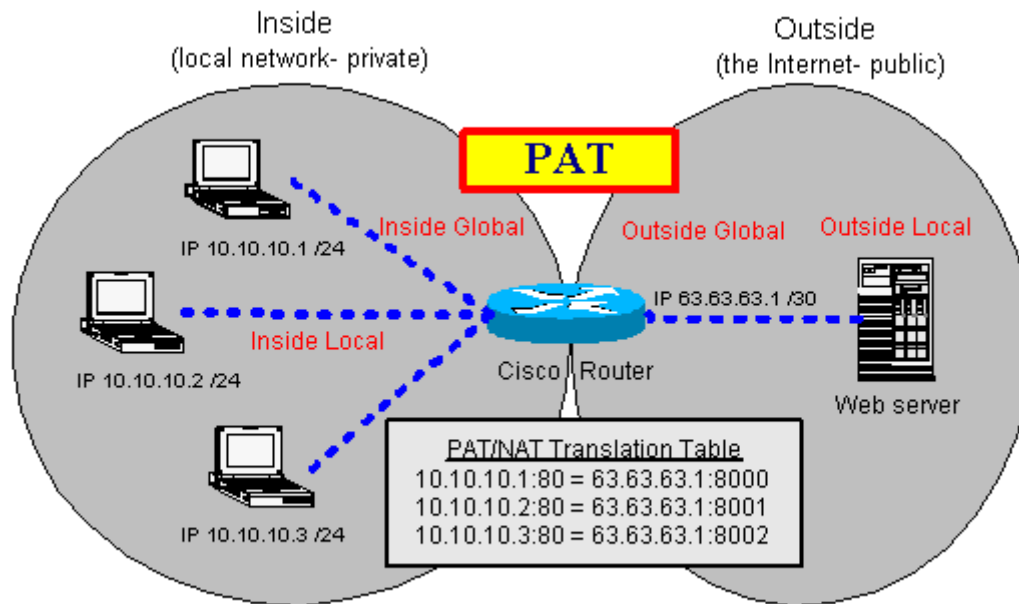 Inside
(local network- private)
Outside
(the Internet- public)
PAT
Inside Global
Outside Global
Outside Local
IP 10.10.10.1 /24
IP 63.63.63.1 /30
Inside Local
IP 10.10.10.2 /24
Cisco Router
Web server
PAT/NAT Translation Table
10.10.10.1:80 = 63.63.63.1:8000
10.10.10.2:80 = 63.63.63.1:8001
10.10.10.3:80 = 63.63.63.1:8002
IP 10.10.10.3 /24